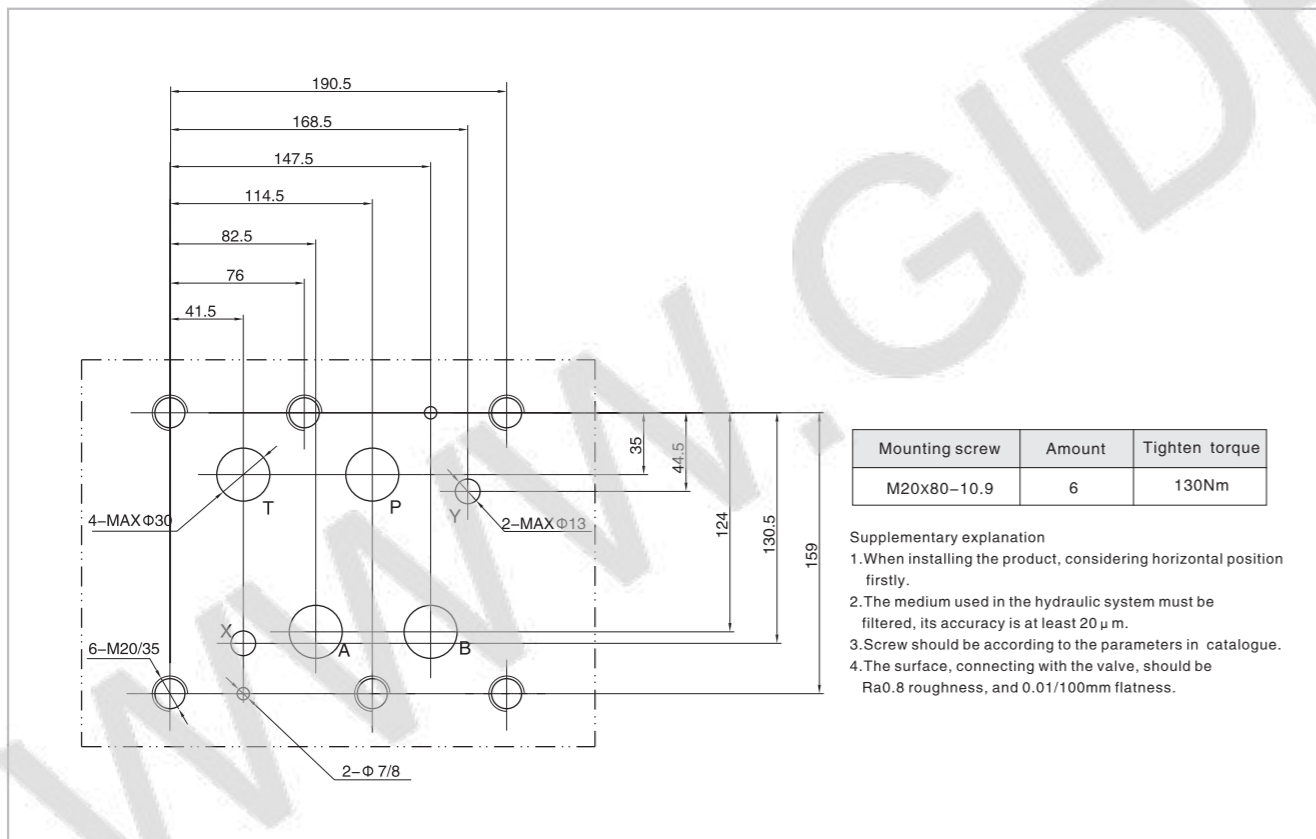 190.5
168.5
147.5
114.5
82.5
76
41.5
35
44.5
124
130.5
159
T
P
Y
4-MAXΦ30
2-MAXΦ13
X
A
B
6-M20/35
2-Φ 7/8
Mounting screw Amount Tighten torque
M20x80-10.9 6 130Nm
Supplementary explanation
1.When installing the product, considering horizontal position
firstly.
2.The medium used in the hydraulic system must be
filtered, its accuracy is at least 20μm.
3.Screw should be according to the parameters in catalogue.
4.The surface, connecting with the valve, should be
Ra0.8 roughness, and 0.01/100mm flatness.